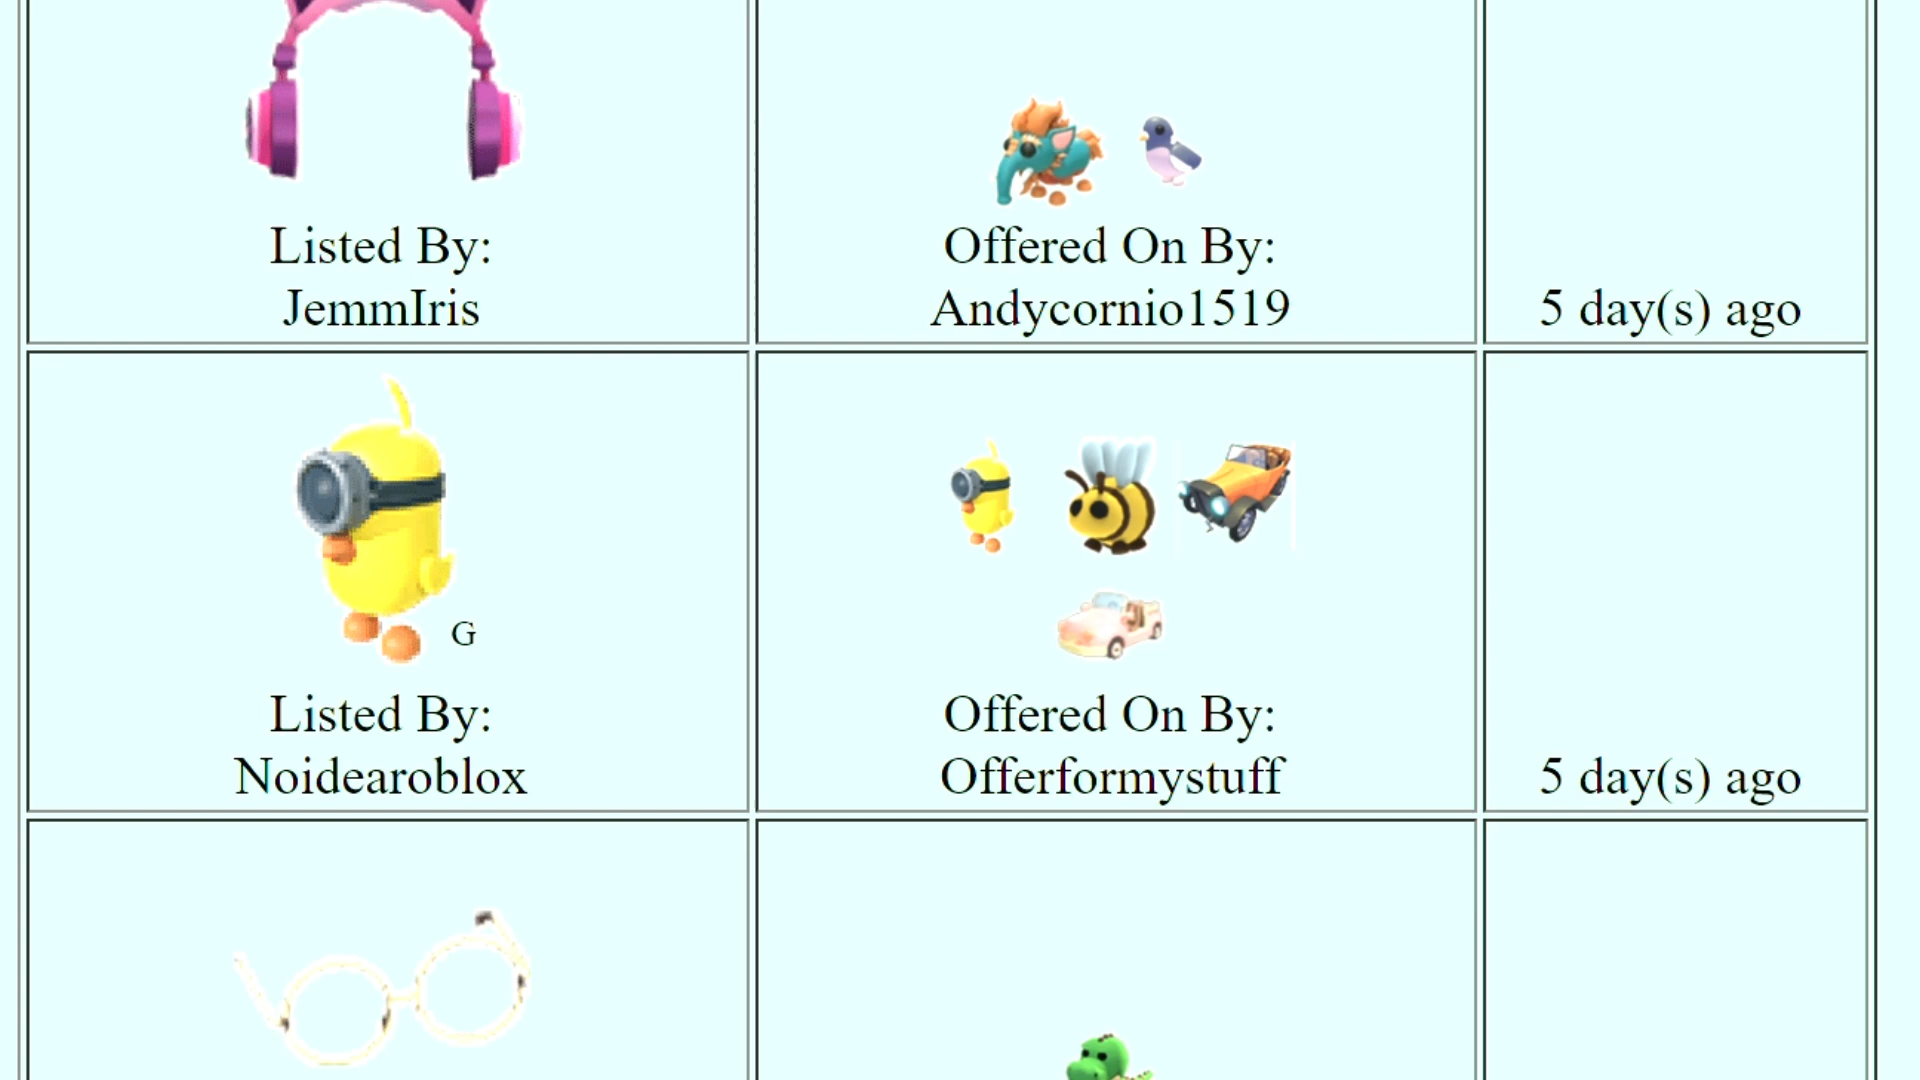 Listed By:
JemmIris
Offered On By:
Andycornio1519
5 day(s) ago
G
Listed By:
Noidearoblox
Offered On By:
Offerformystuff
5 day(s) ago